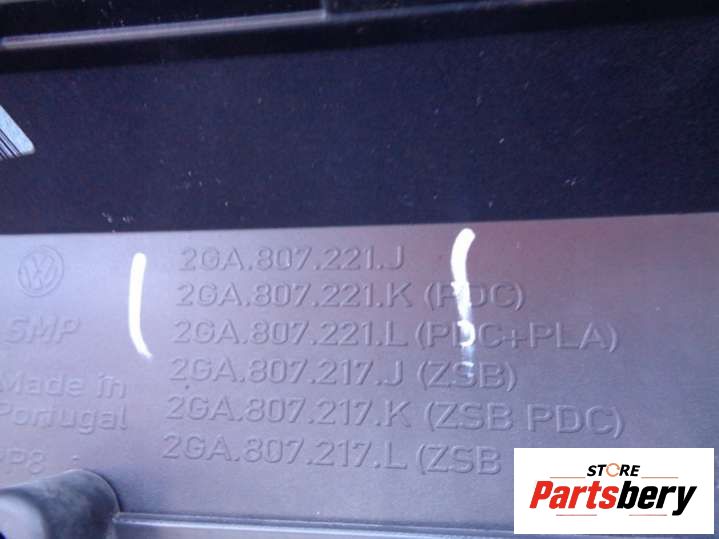 2GA.807.221.J
2GA.807.221.K (PDC)
2GA.807.221.L (PDC+PLA)
2GA.807.217.J (ZSB)
2GA.807.217.K (ZSB PDC)
2GA.807.217.L (ZSB
SMP
Made in
Portugal
STORE
Partsbery